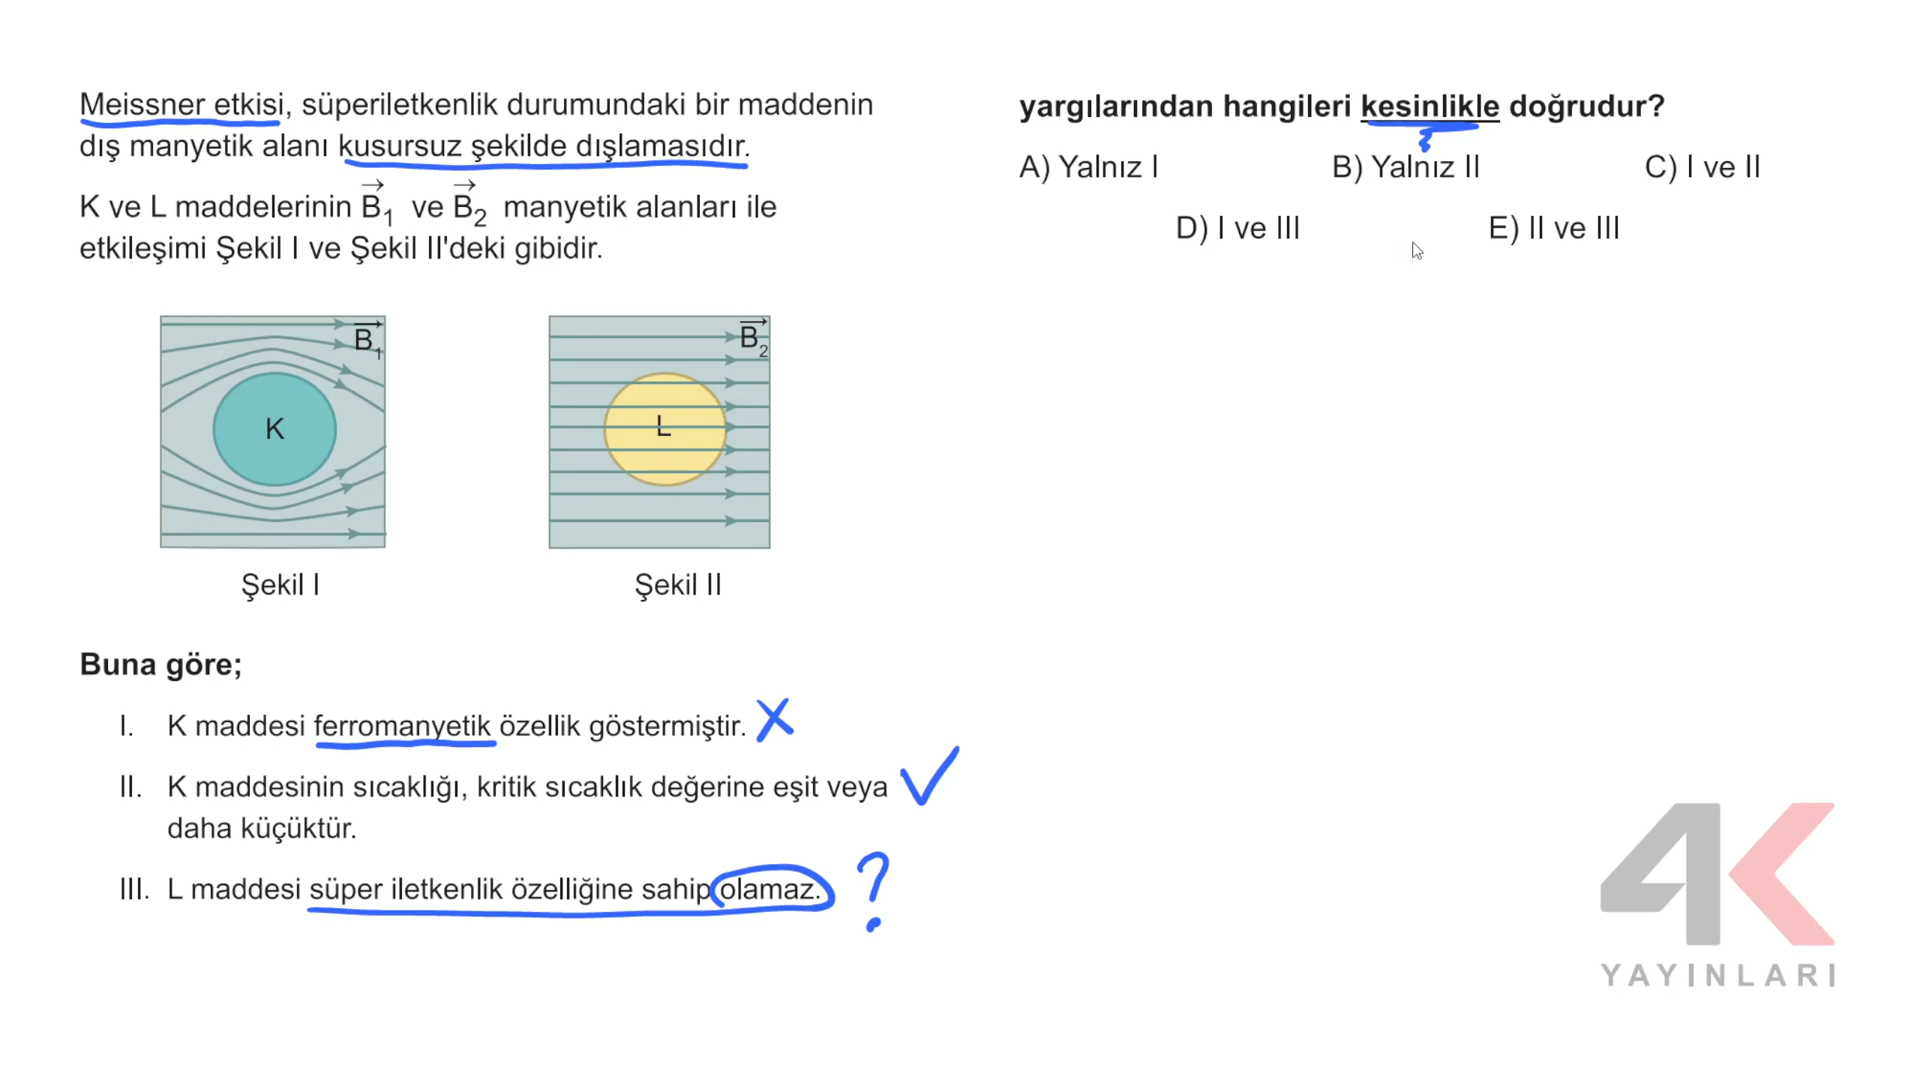 Meissner etkisi, süperiletkenlik durumundaki bir maddenin
dış manyetik alanı kusursuz şekilde dışlamasıdır.
K ve L maddelerinin B₁ ve B₂ manyetik alanları ile
etkileşimi Şekil I ve Şekil II'deki gibidir.
B₁
K
Şekil I
B₂
L
Şekil II
Buna göre;
I. K maddesi ferromanyetik özellik göstermiştir.
II. K maddesinin sıcaklığı, kritik sıcaklık değerine eşit veya
daha küçüktür.
III. L maddesi süper iletkenlik özelliğine sahip olamaz.
?
yargılarından hangileri kesinlikle doğrudur?
A) Yalnız I B) Yalnız II C) I ve II
D) I ve III E) II ve III
4K
YAYINLARI